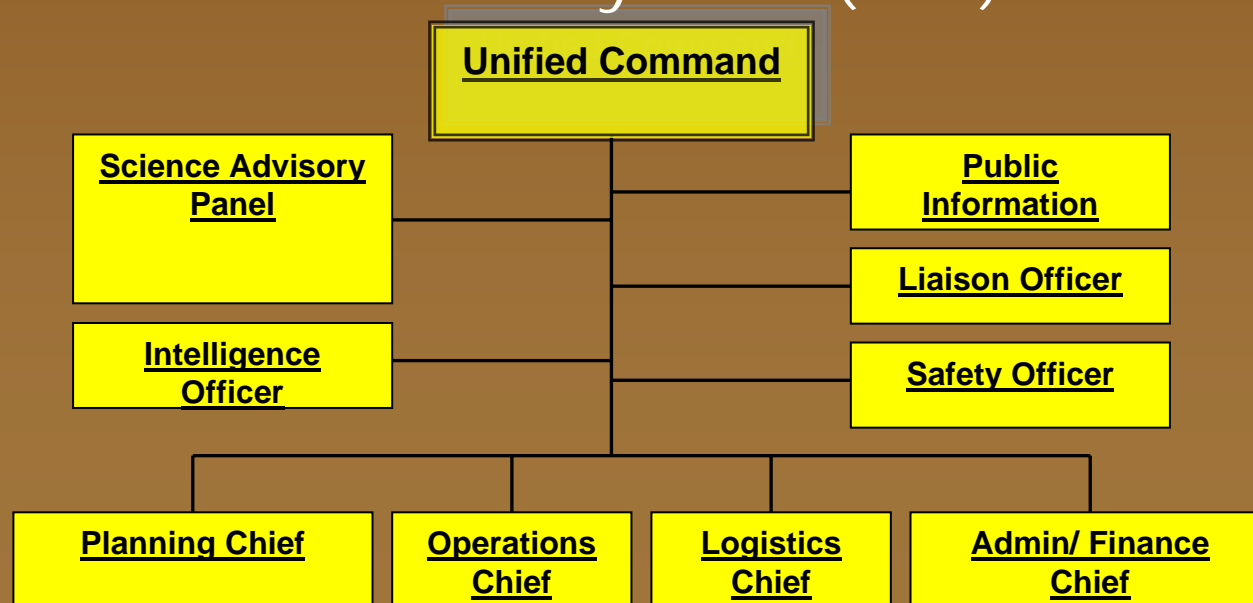 Unified Command
Science Advisory
Panel
Public
Information
Liaison Officer
Intelligence
Officer
Safety Officer
Planning Chief
Operations
Chief
Logistics
Chief
Admin/ Finance
Chief